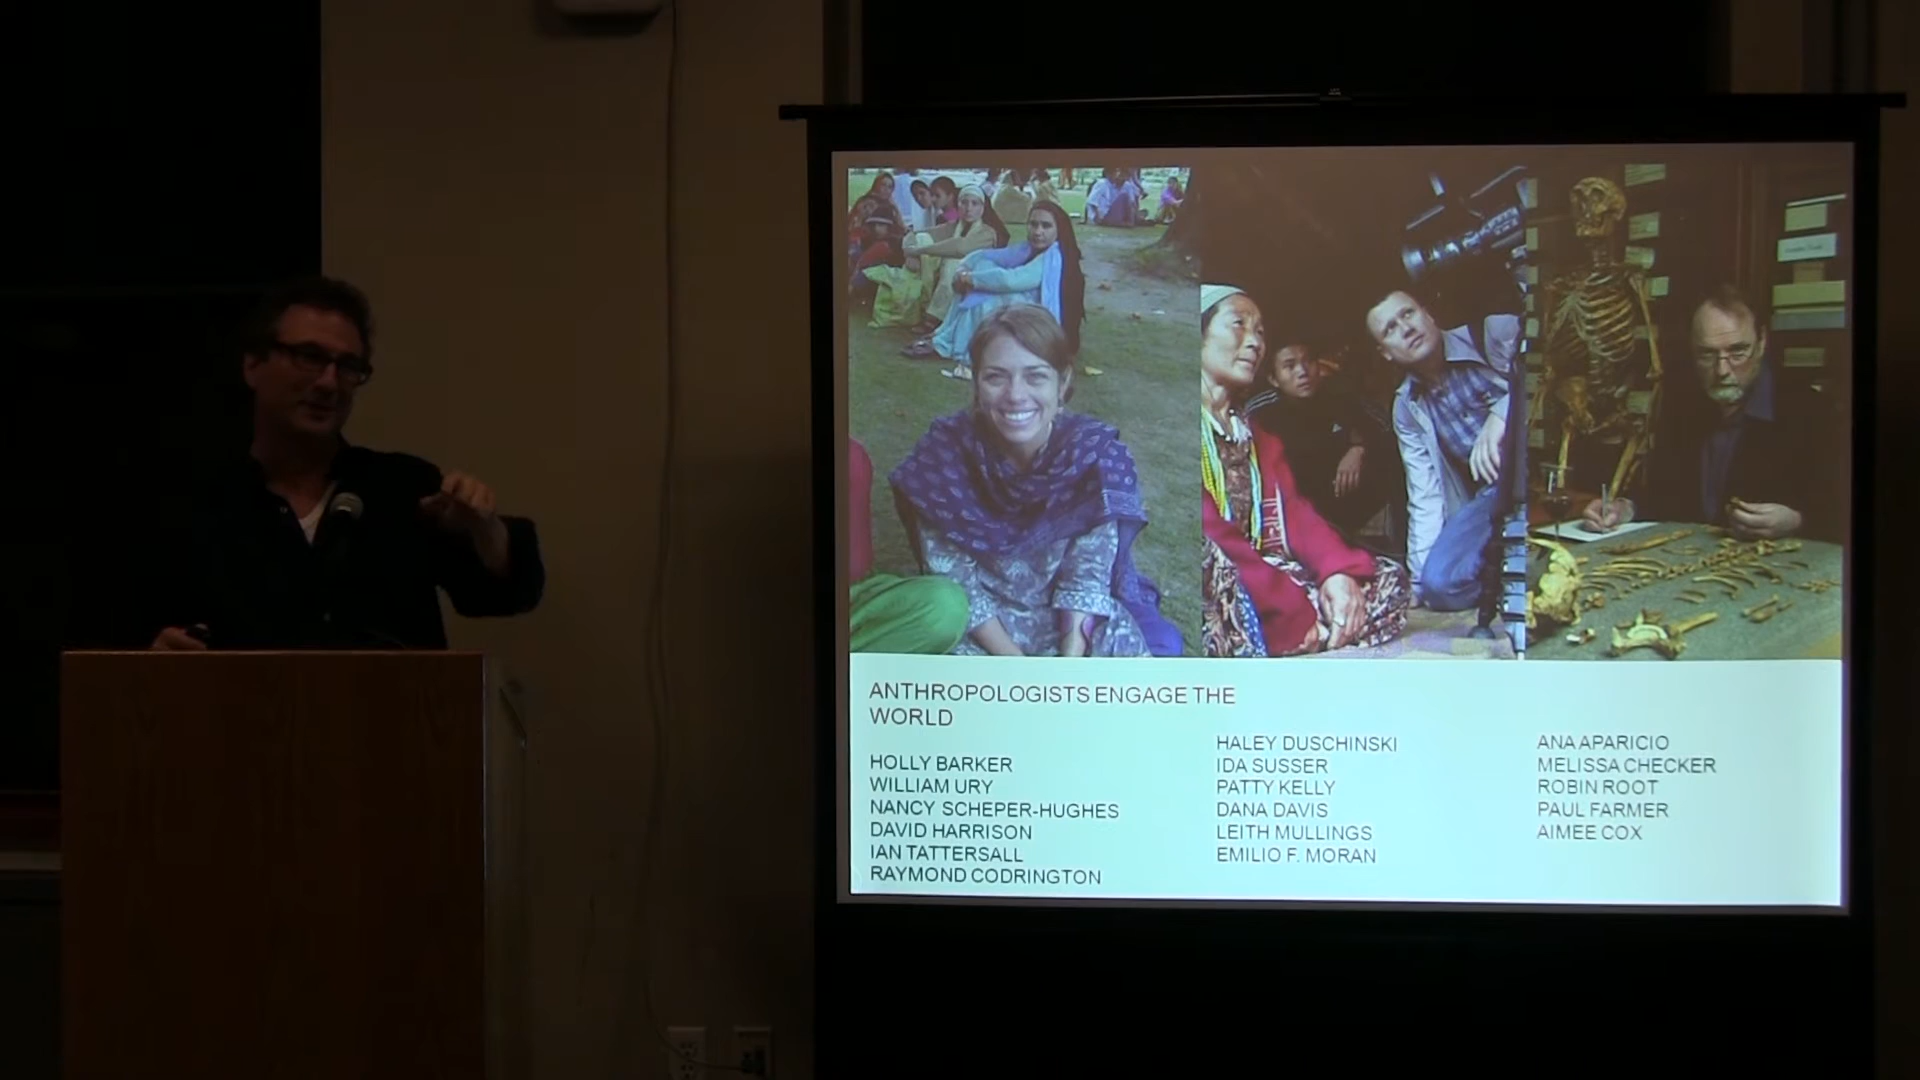 ANTHROPOLOGISTS ENGAGE THE
WORLD
HOLLY BARKER
WILLIAM URY
NANCY SCHEPER-HUGHES
DAVID HARRISON
IAN TATTERSALL
RAYMOND CODRINGTON
HALEY DUSCHINSKI
IDA SUSSER
PATTY KELLY
DANA DAVIS
LEITH MULLINGS
EMILIO F. MORAN
ANA APARICIO
MELISSA CHECKER
ROBIN ROOT
PAUL FARMER
AIMEE COX